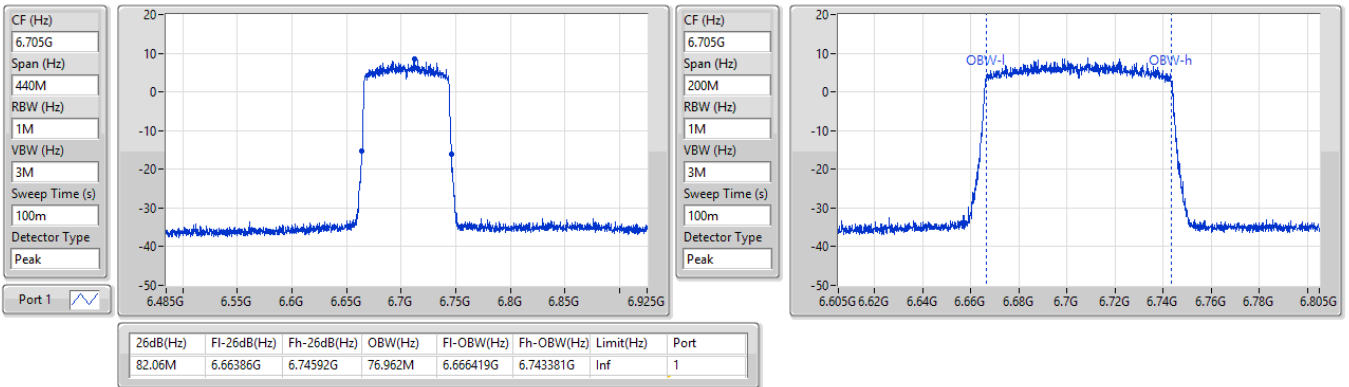 CF (Hz)
6.705G
Span (Hz)
440M
RBW (Hz)
1M
VBW (Hz)
3M
Sweep Time (s)
100m
Detector Type
Peak
Port 1
20
10
0
-10
-20
-30
-40
-50
6.485G 6.55G 6.6G 6.65G 6.7G 6.75G 6.8G 6.85G 6.925G
CF (Hz)
6.705G
Span (Hz)
200M
RBW (Hz)
1M
VBW (Hz)
3M
Sweep Time (s)
100m
Detector Type
Peak
20
10
0
-10
-20
-30
-40
-50
OBW-l OBW-h
6.605G 6.62G 6.64G 6.66G 6.68G 6.7G 6.72G 6.74G 6.76G 6.78G 6.805G
26dB(Hz) Fl-26dB(Hz) Fh-26dB(Hz) OBW(Hz) Fl-OBW(Hz) Fh-OBW(Hz) Limit(Hz) Port
82.06M 6.66386G 6.74592G 76.962M 6.666419G 6.743381G Inf 1